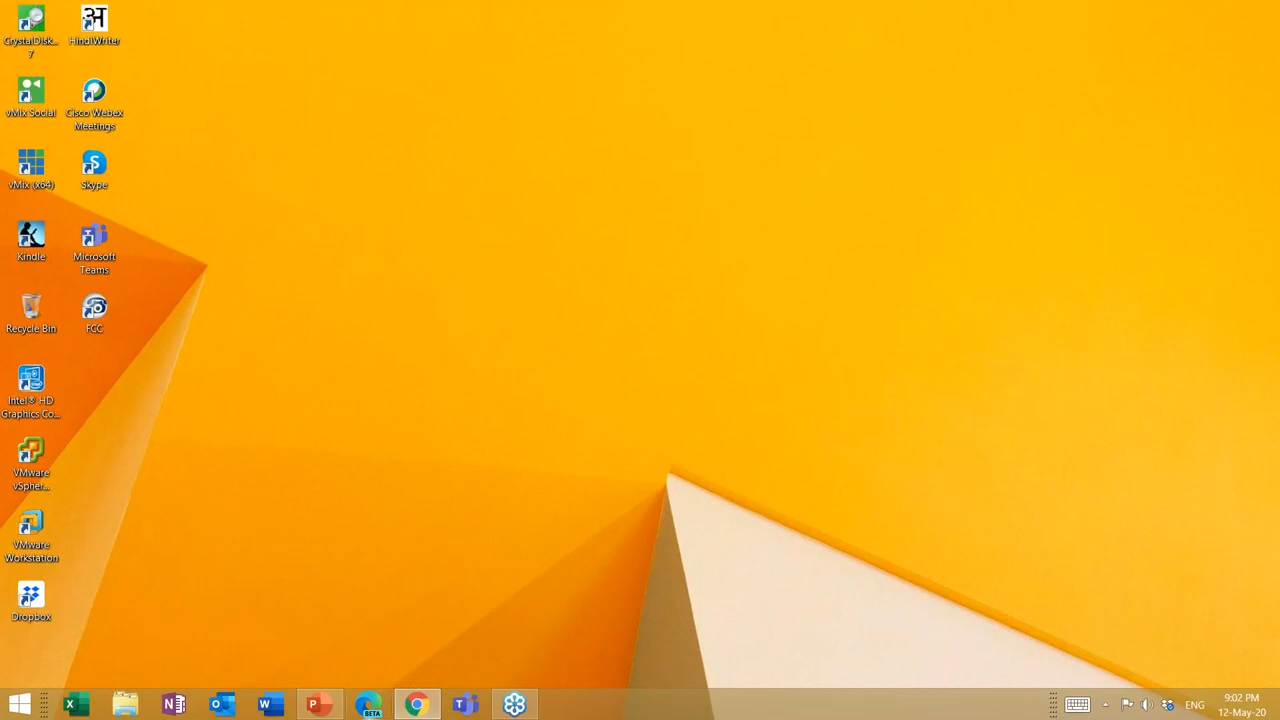 CrystalDisk...
7
HindiWriter
vMix Social
Cisco Webex
Meetings
vMix (x64)
Skype
Kindle
Microsoft
Teams
Recycle Bin
FCC
Intel® HD
Graphics Co...
VMware
vSpher...
VMware
Workstation
Dropbox
BETA
ENG
9:02 PM
12-May-20
अ